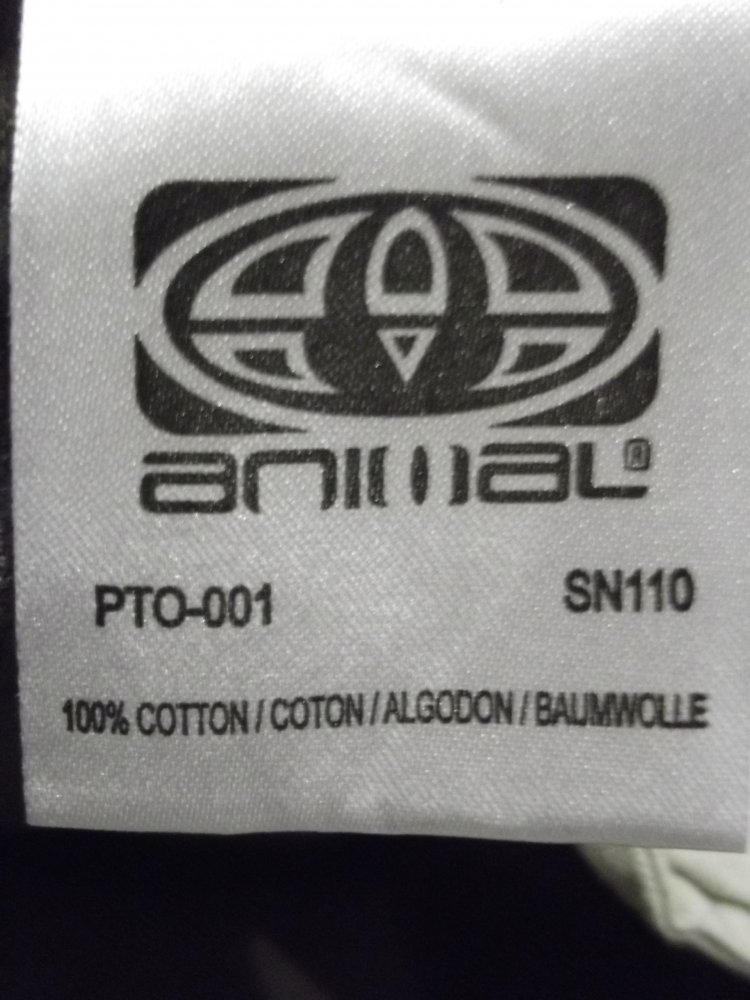 animal®
PTO-001 SN110
100% COTTON / COTON / ALGODON / BAUMWOLLE